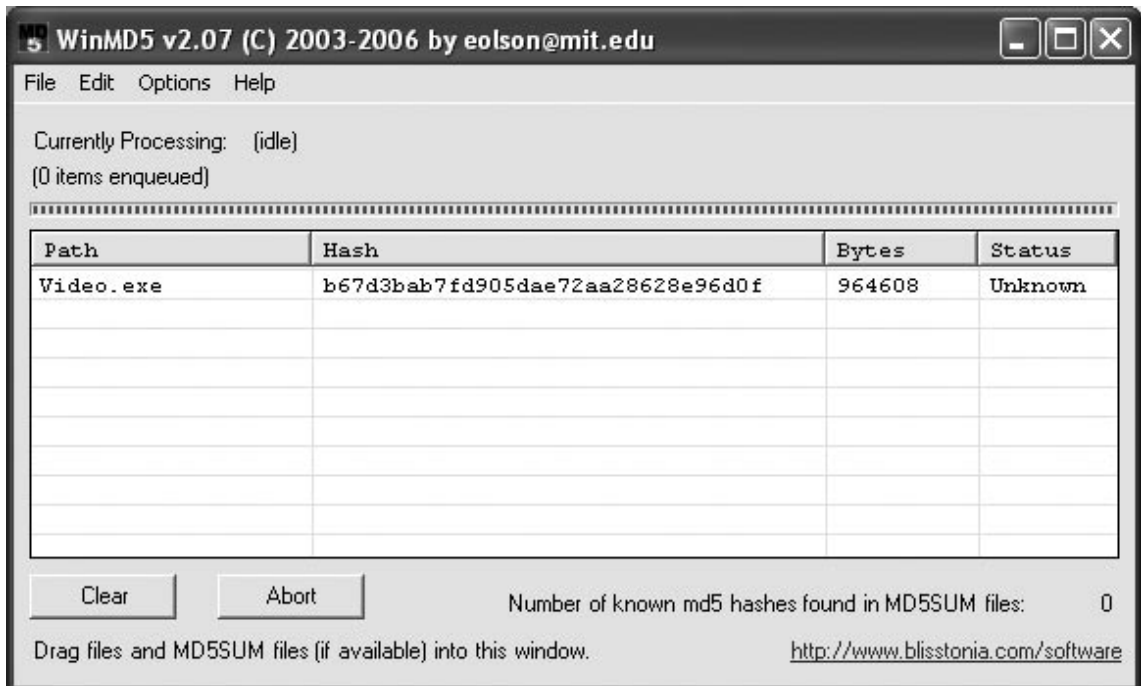 MD5 WinMD5 v2.07 (C) 2003-2006 by eolson@mit.edu
File Edit Options Help
Currently Processing: (idle)
(0 items enqueued)
Path Hash Bytes Status
Video.exe b67d3bab7fd905dae72aa28628e96d0f 964608 Unknown
Clear Abort Number of known md5 hashes found in MD5SUM files: 0
Drag files and MD5SUM files (if available) into this window. http://www.blisstonia.com/software